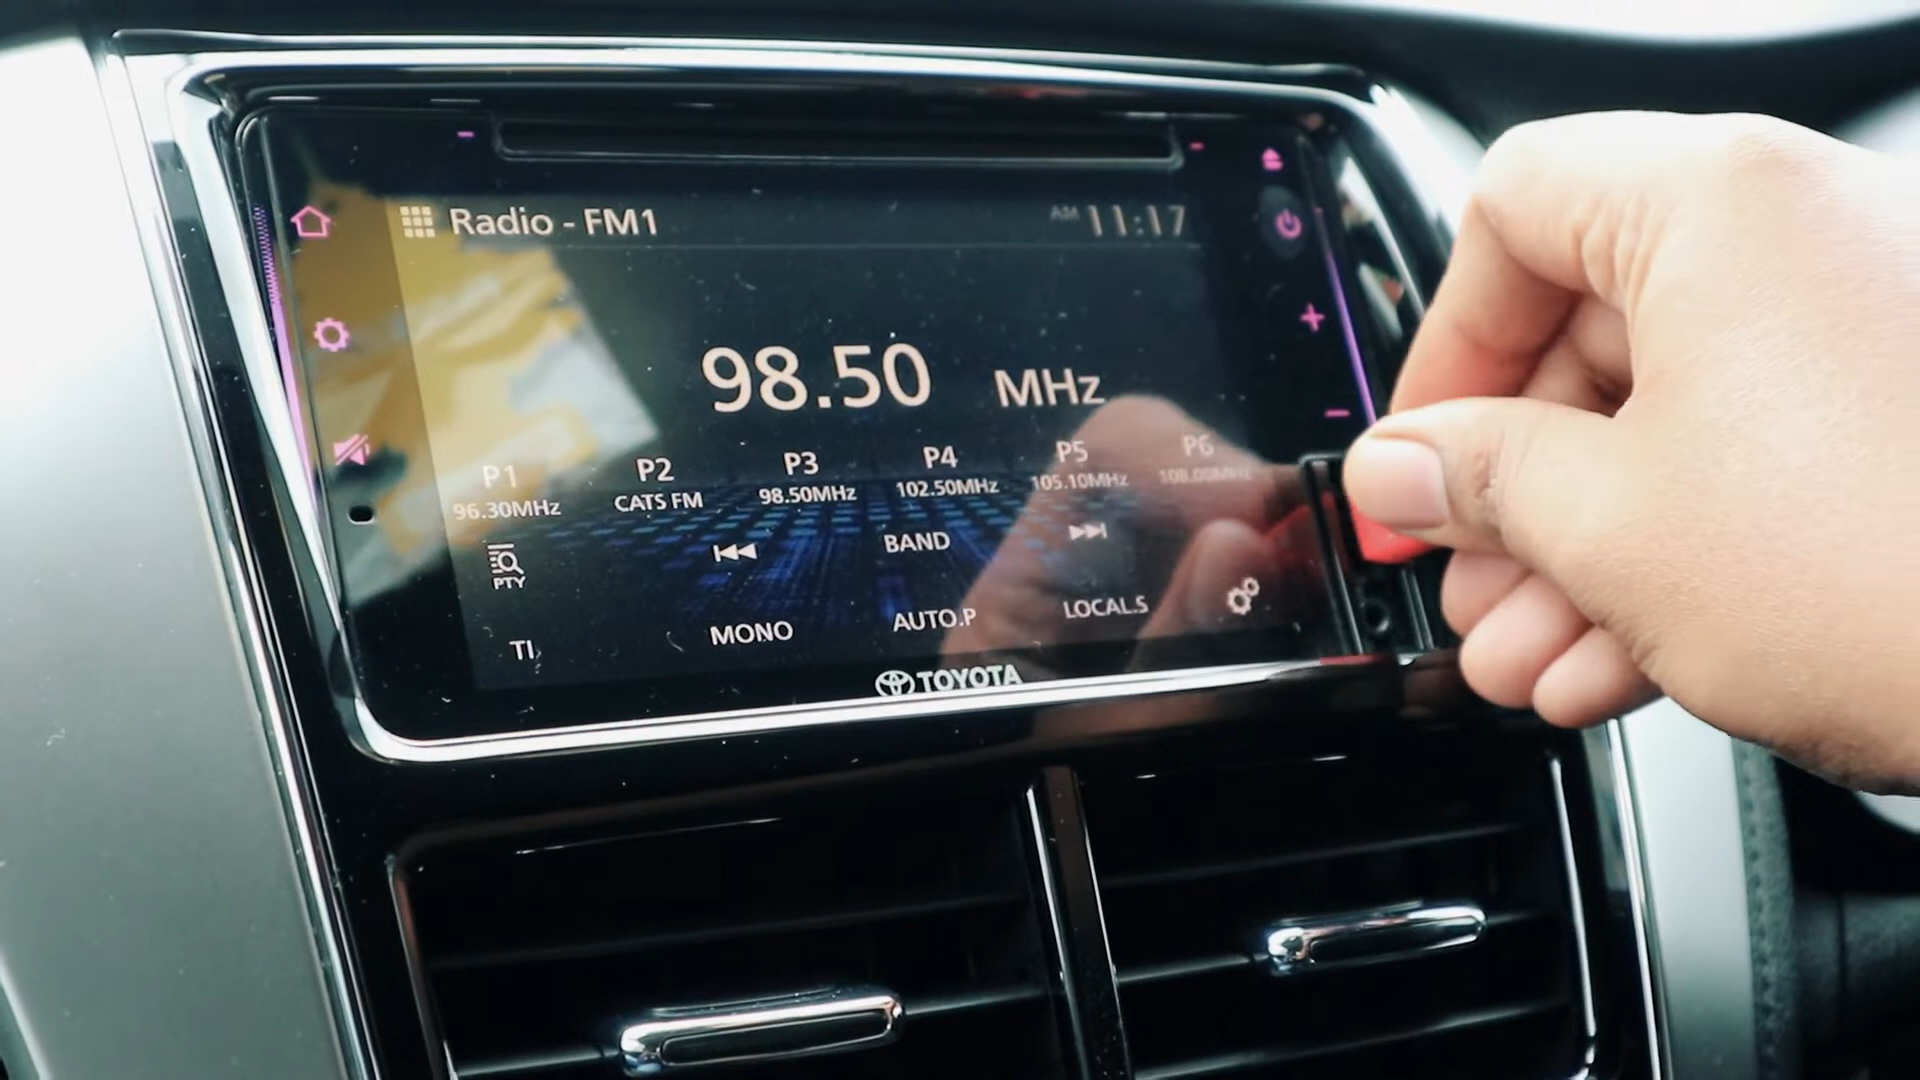 Radio - FM1
AM 11:17
98.50 MHz
P1 P2 P3 P4 P5 P6
96.30MHz CATS FM 98.50MHz 102.50MHz 105.10MHz 108.00MHz
BAND
PTY
TI MONO AUTO.P LOCAL.S
TOYOTA